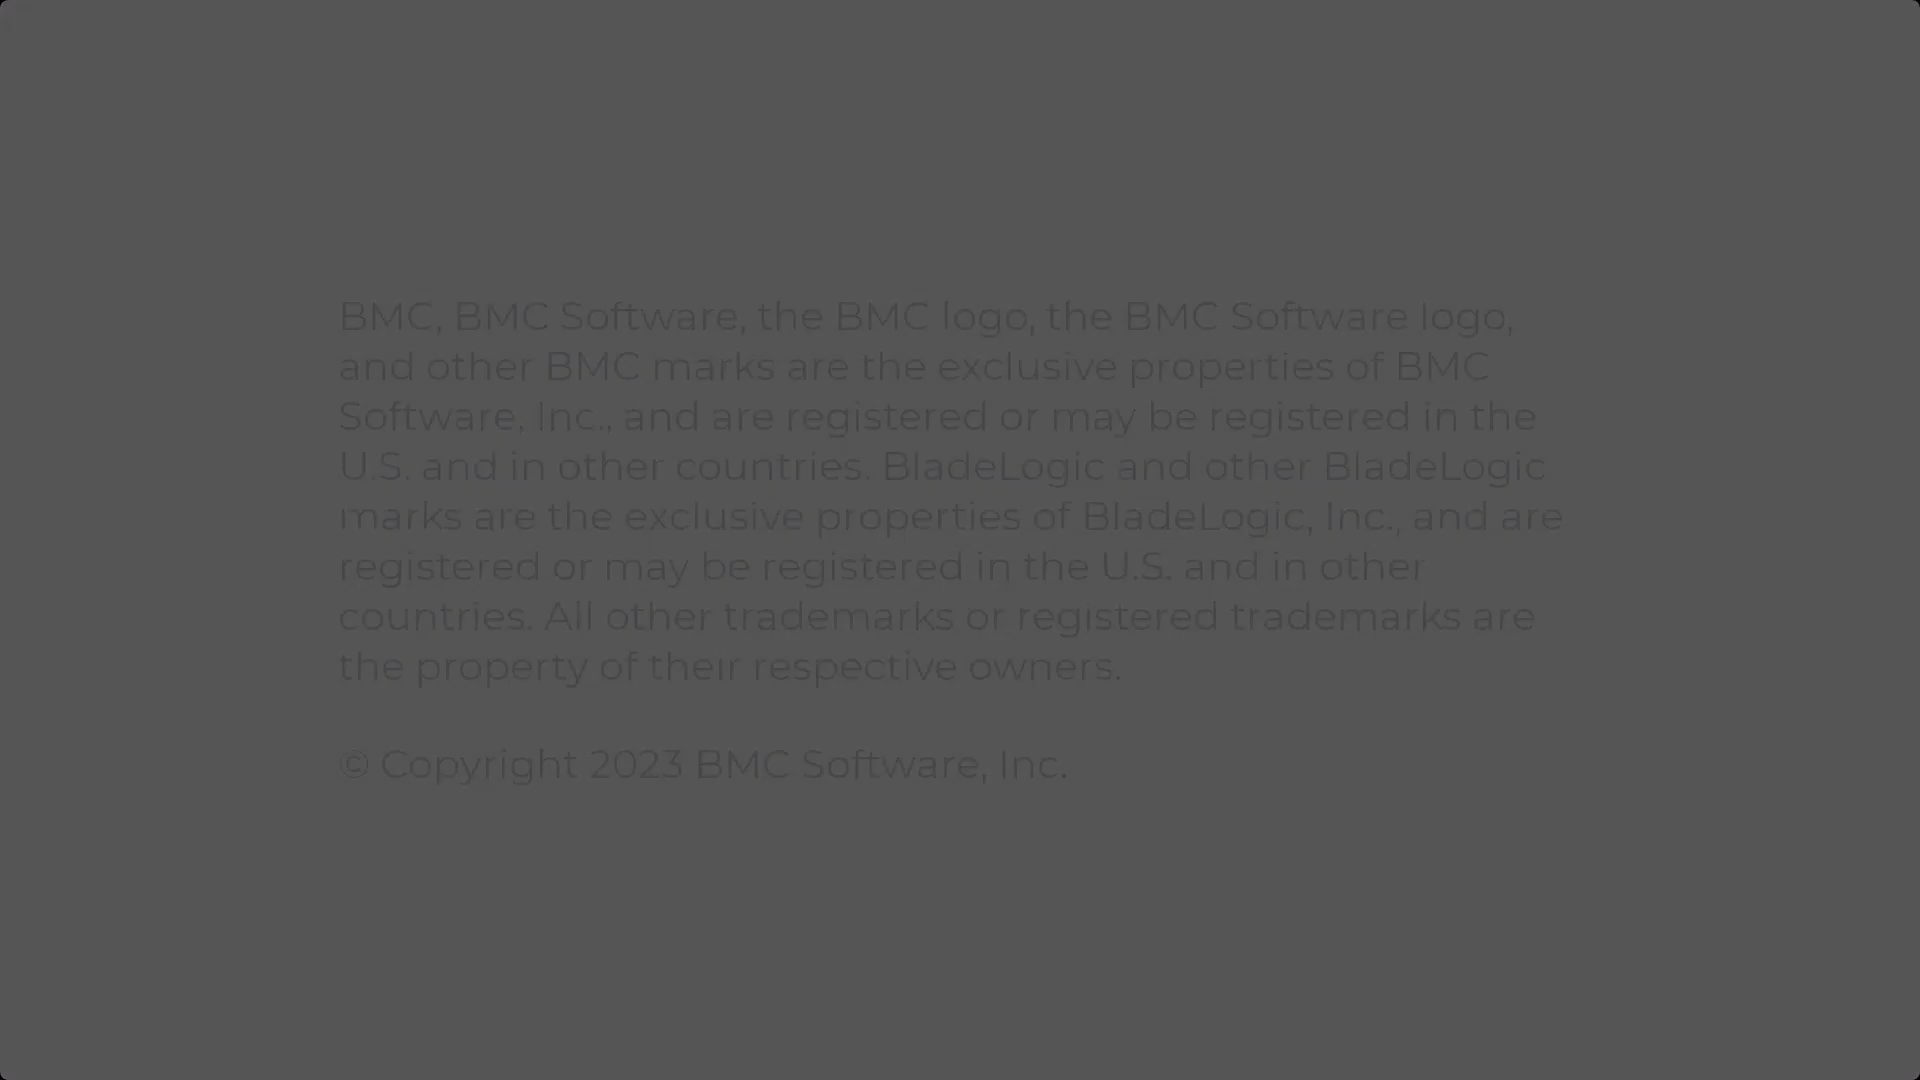 BMC, BMC Software, the BMC logo, the BMC Software logo,
and other BMC marks are the exclusive properties of BMC
Software, Inc., and are registered or may be registered in the
U.S. and in other countries. BladeLogic and other BladeLogic
marks are the exclusive properties of BladeLogic, Inc., and are
registered or may be registered in the U.S. and in other
countries. All other trademarks or registered trademarks are
the property of their respective owners.
© Copyright 2023 BMC Software, Inc.